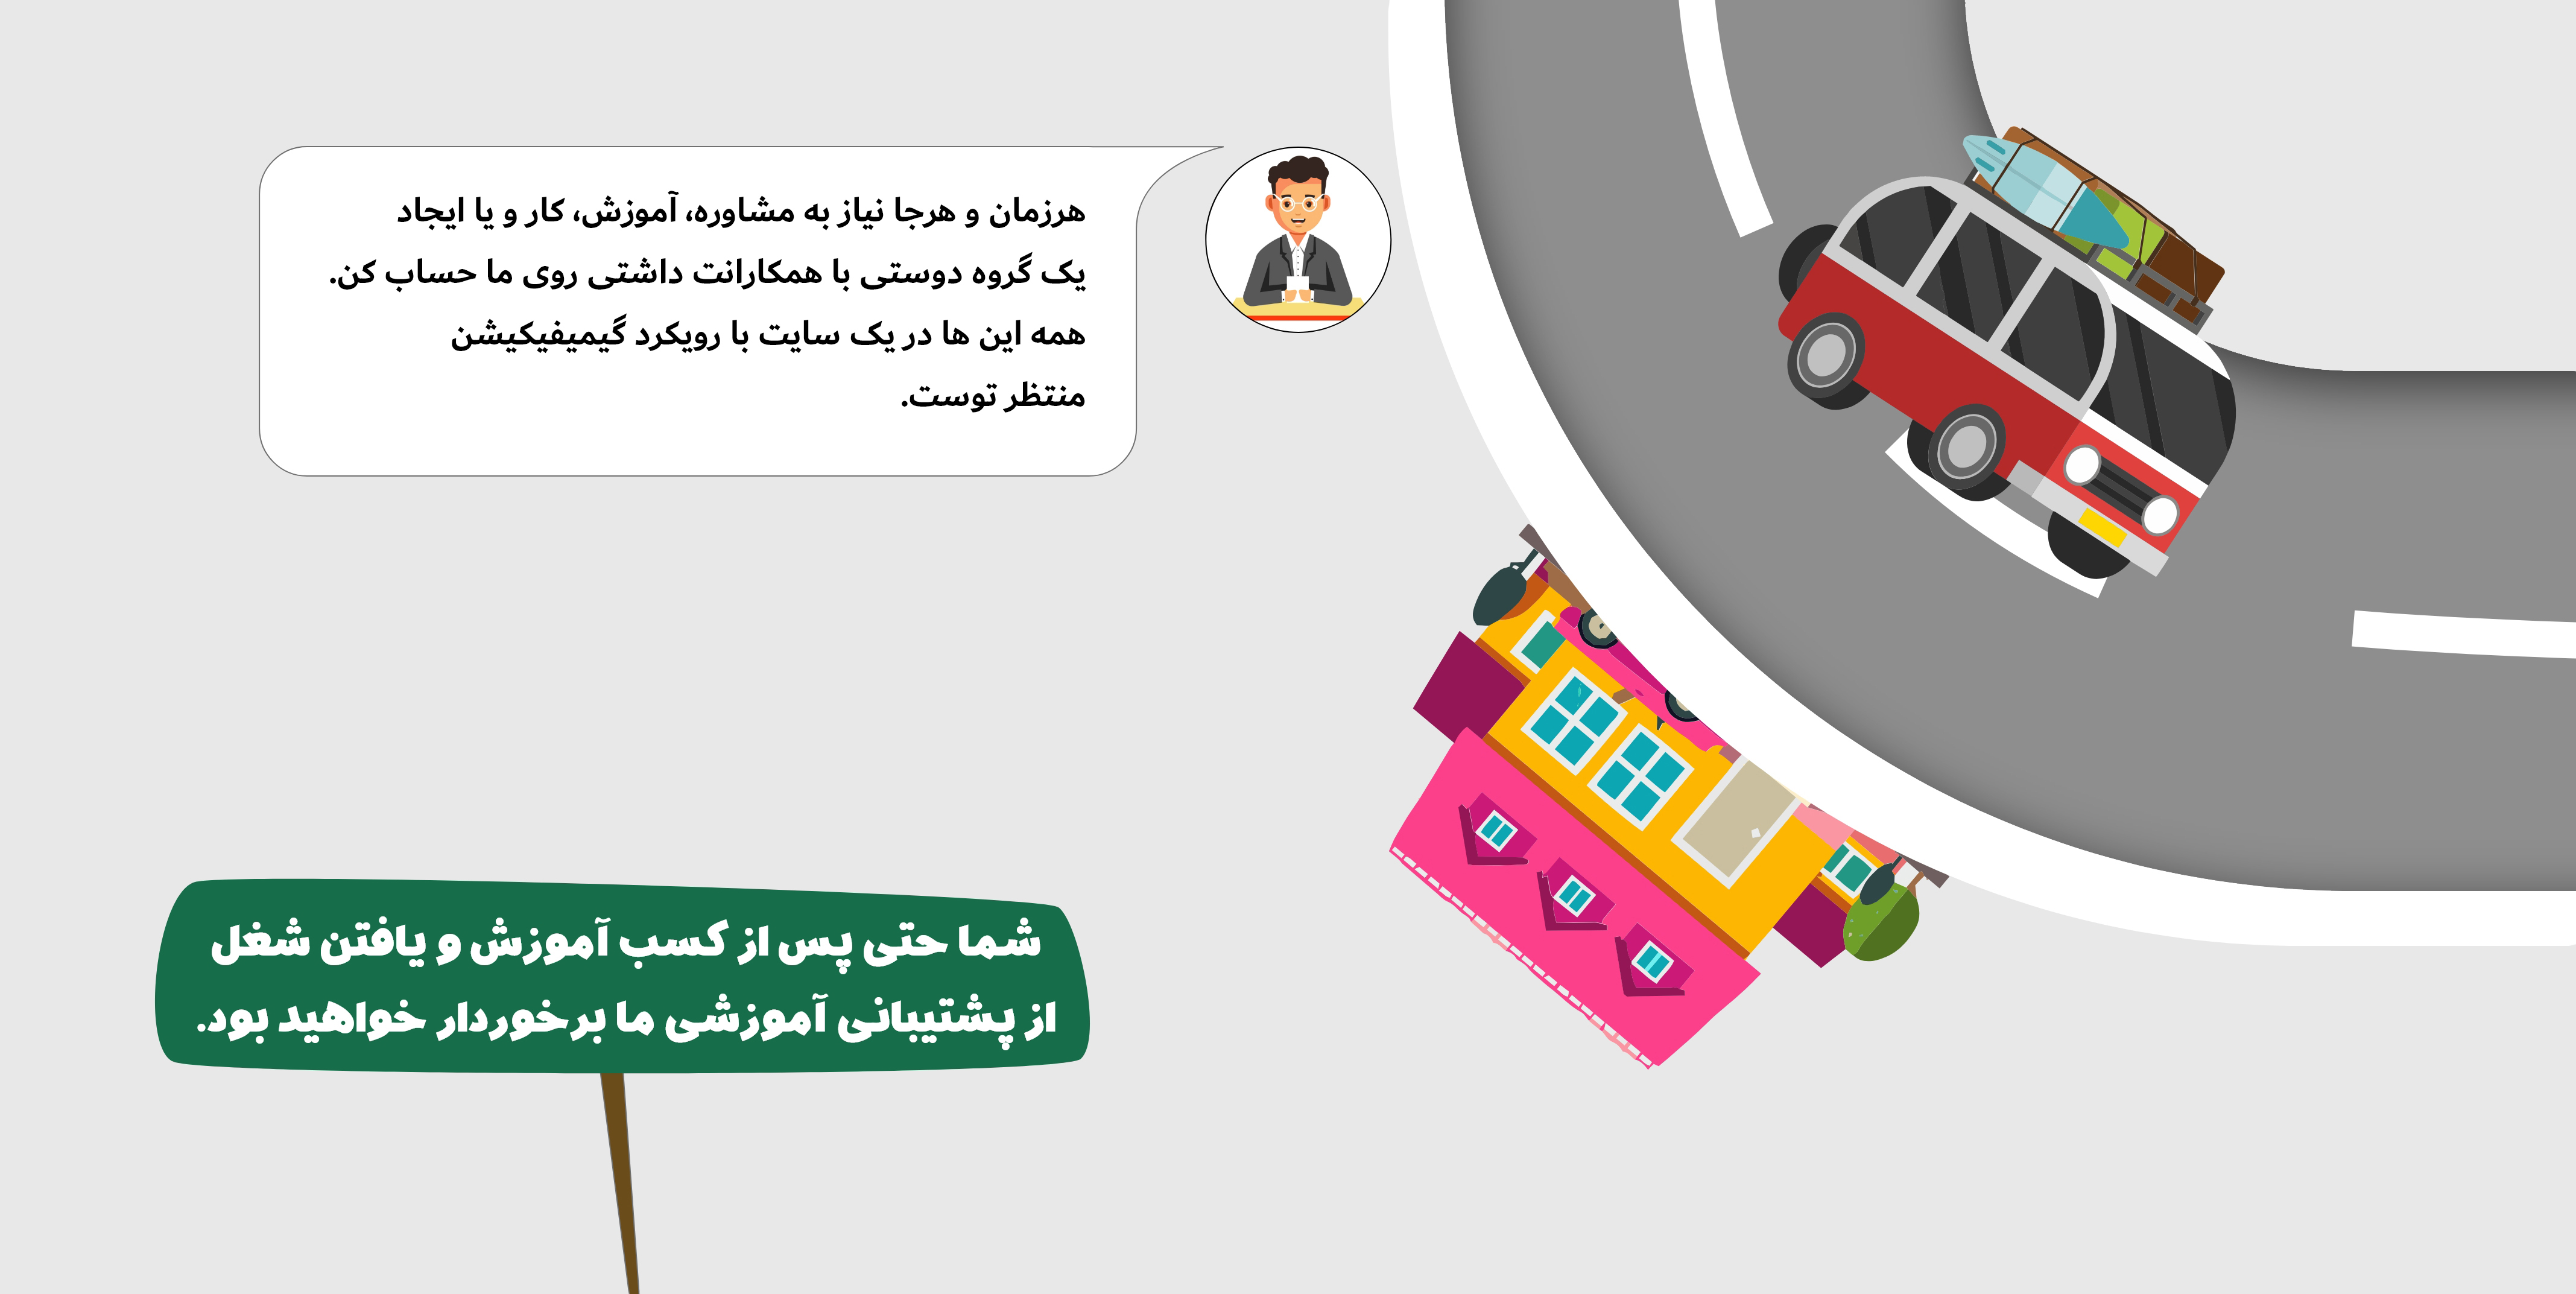 هرزمان و هرجا نیاز به مشاوره، آموزش، کار و یا ایجاد
یک گروه دوستی با همکارانت داشتی روی ما حساب کن.
همه این ها در یک سایت با رویکرد گیمیفیکیشن
منتظر توست.
شما حتی پس از کسب آموزش و یافتن شغل
از پشتیبانی آموزشی ما برخوردار خواهید بود.